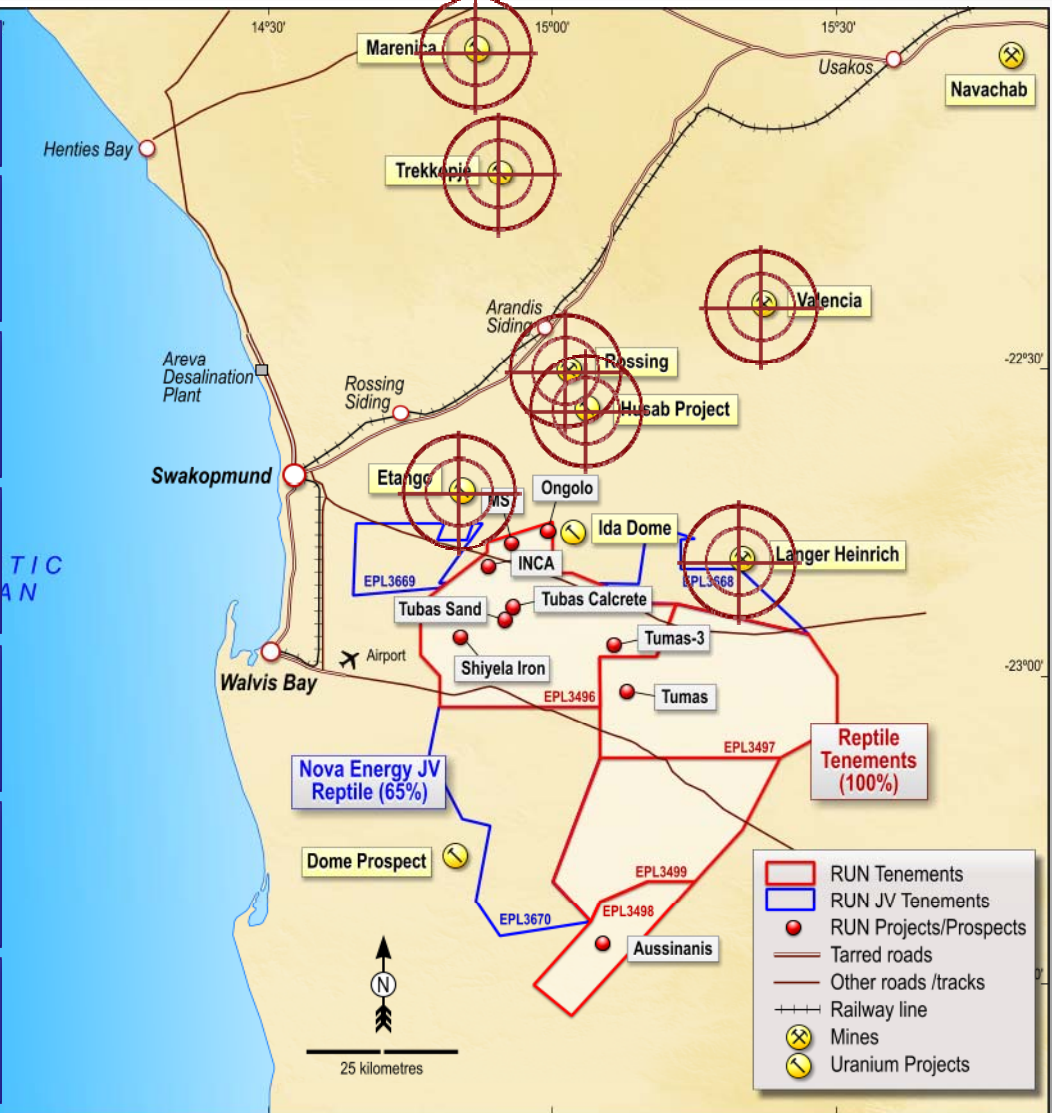 14°30'
15°00'
15°30'
Marenica
Usakos
Navachab
Henties Bay
Trekkopje
Valencia
Arandis
Siding
Areva
Desalination
Plant
Rossing
-22°30'
Rossing
Siding
Husab Project
Swakopmund
Etango
MS7
Ongolo
Ida Dome
Langer Heinrich
TIC
AN
INCA
EPL3669
EPL3668
Tubas Calcrete
Tubas Sand
Tumas-3
Airport
Shiyela Iron
-23°00'
Walvis Bay
EPL3496
Tumas
EPL3497
Reptile
Tenements
(100%)
Nova Energy JV
Reptile (65%)
Dome Prospect
EPL3499
EPL3498
EPL3670
Aussinanis
N
25 kilometres
RUN Tenements
RUN JV Tenements
RUN Projects/Prospects
Tarred roads
Other roads /tracks
Railway line
Mines
Uranium Projects